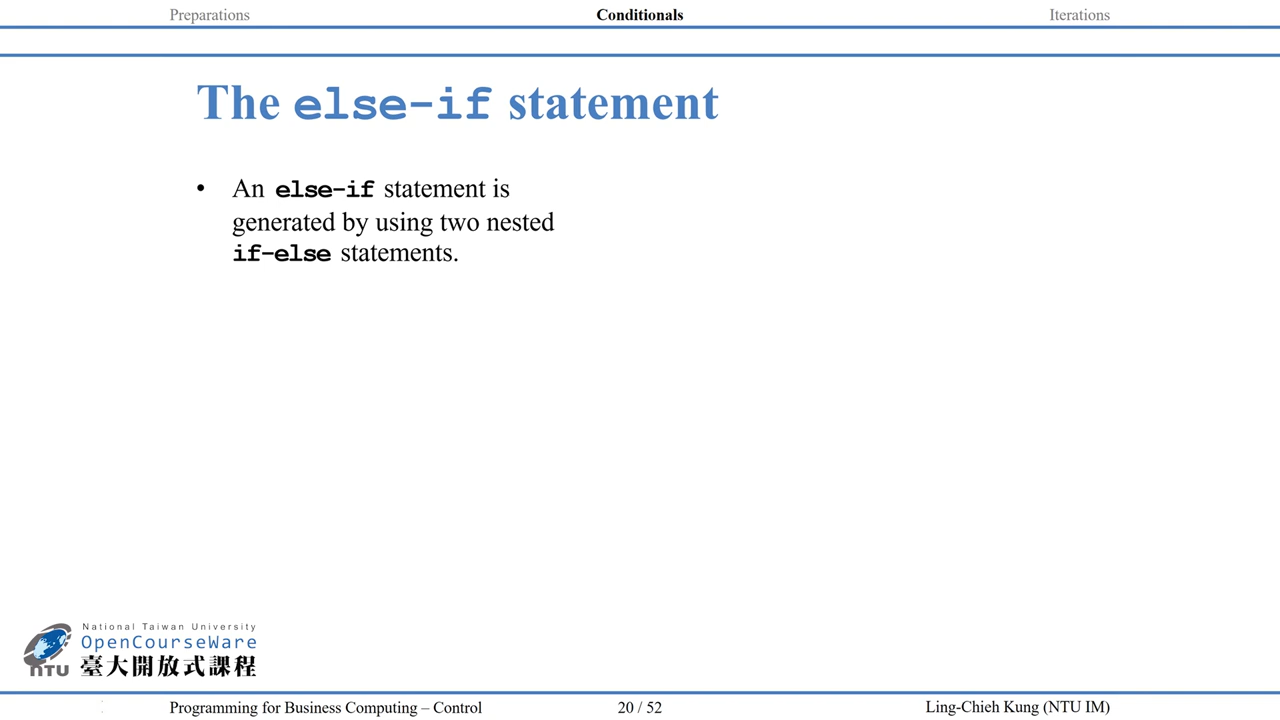 Preparations
Conditionals
Iterations
The else-if statement
• An else-if statement is
generated by using two nested
if-else statements.
National Taiwan University
OpenCourseWare
nTU 臺大開放式課程
Programming for Business Computing – Control
20 / 52
Ling-Chieh Kung (NTU IM)